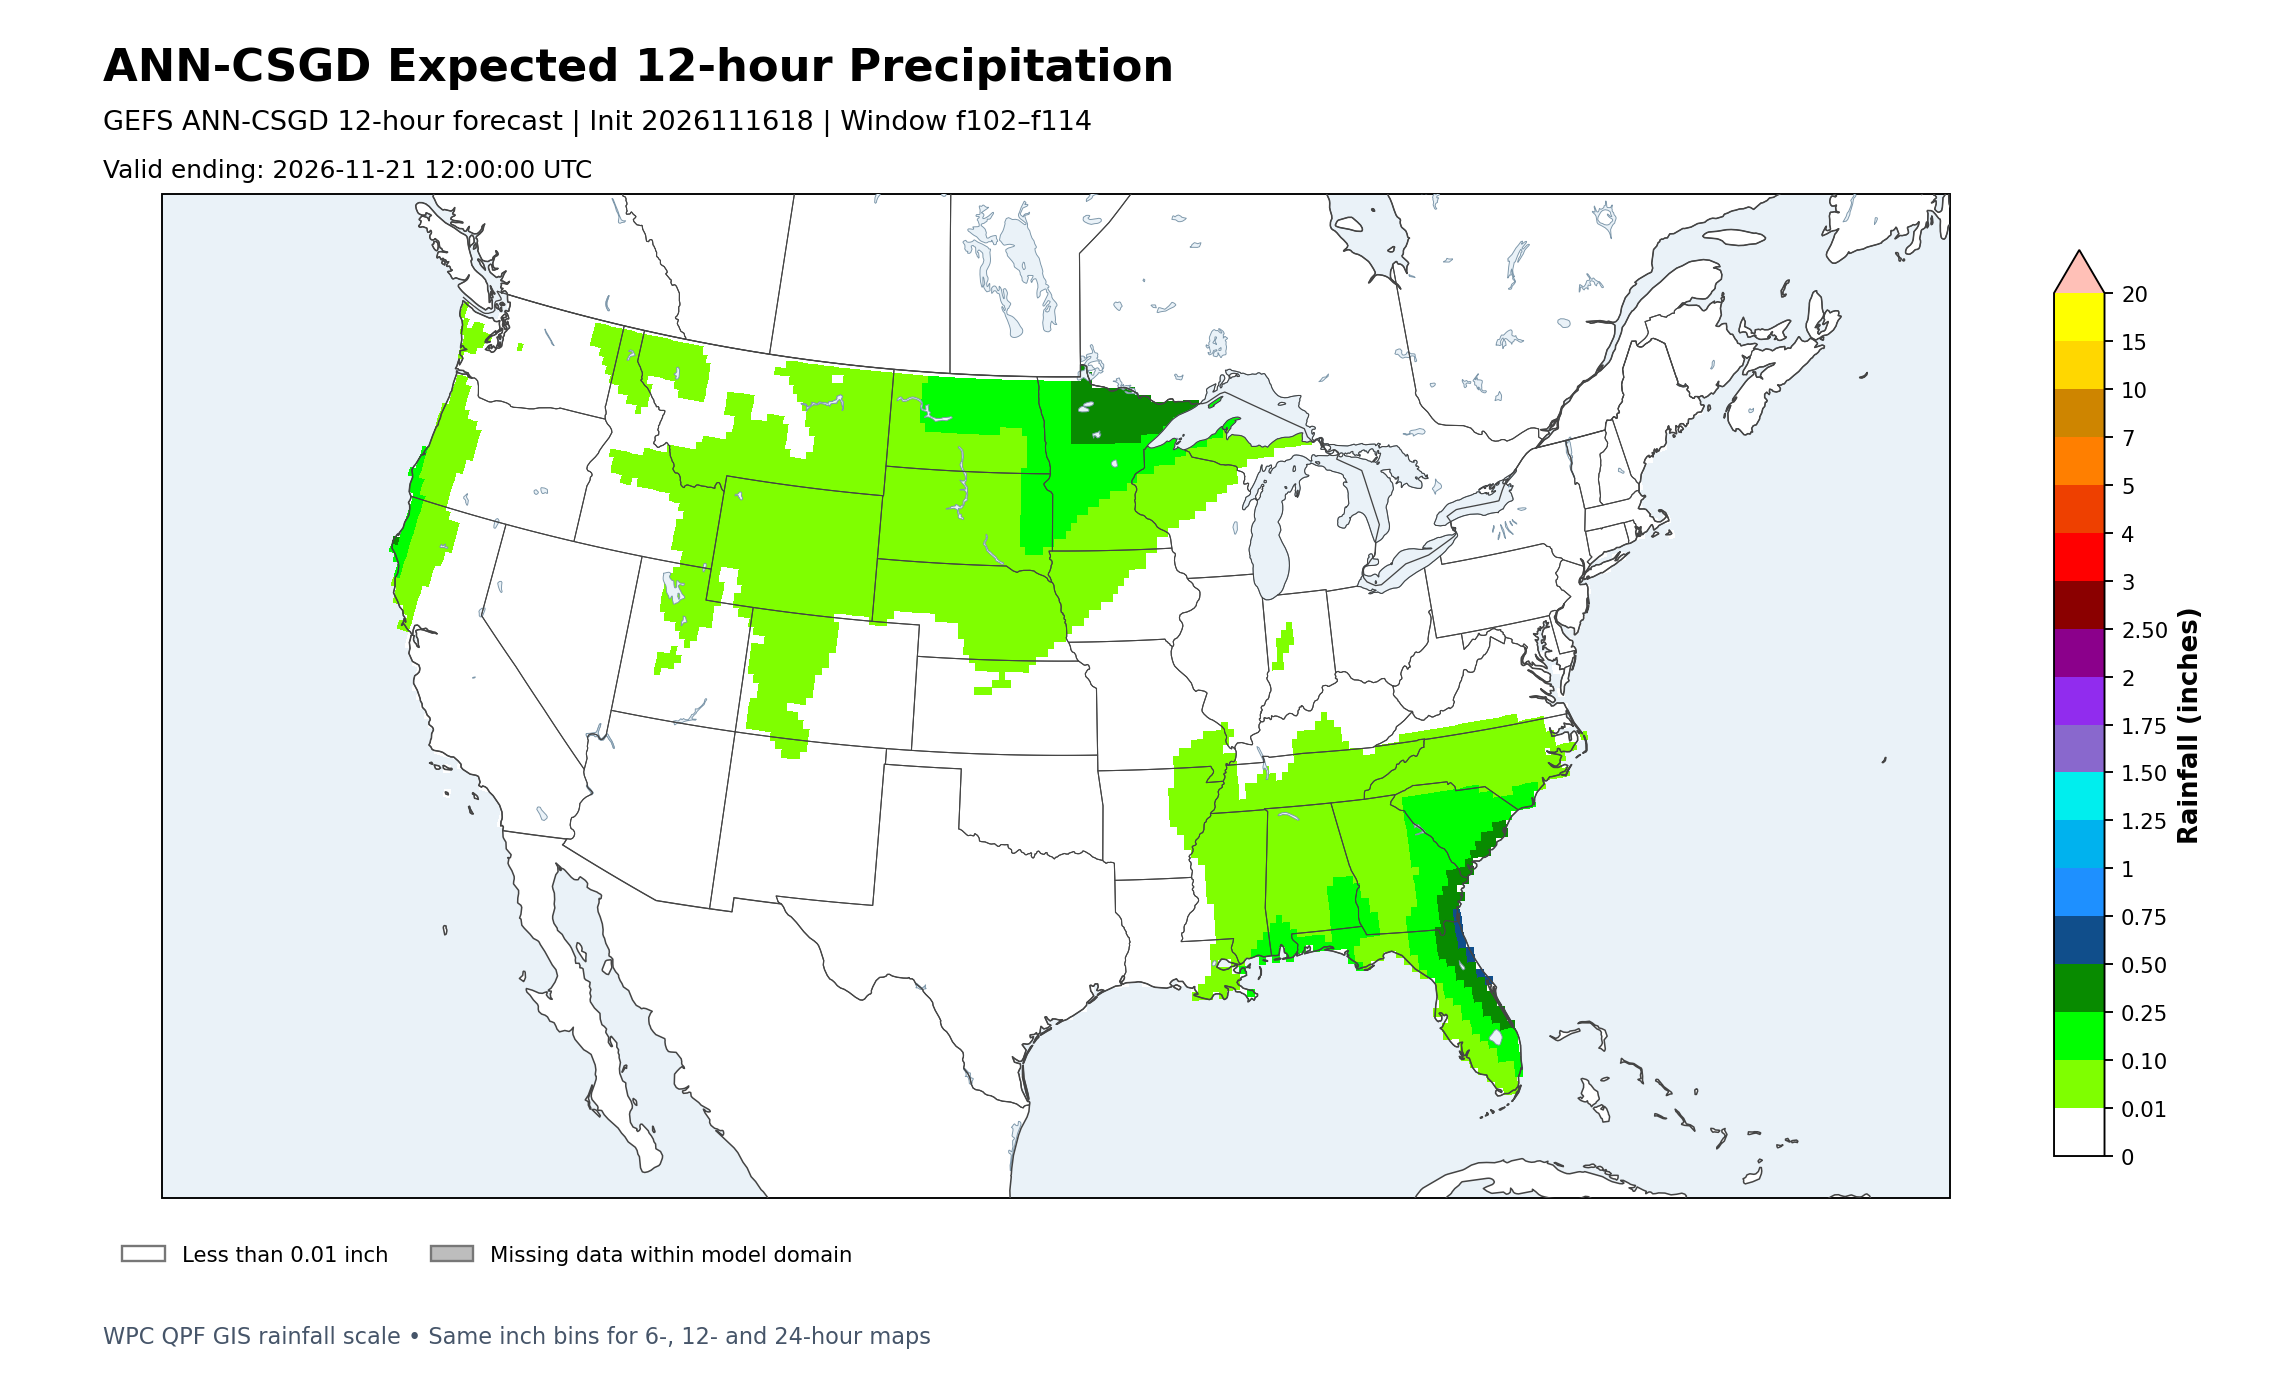 ANN-CSGD Expected 12-hour Precipitation
GEFS ANN-CSGD 12-hour forecast | Init 2026111618 | Window f102–f114
Valid ending: 2026-11-21 12:00:00 UTC
20
15
10
7
5
4
3
2.50
2
1.75
1.50
1.25
1
0.75
0.50
0.25
0.10
0.01
0
Rainfall (inches)
Less than 0.01 inch
Missing data within model domain
WPC QPF GIS rainfall scale • Same inch bins for 6-, 12- and 24-hour maps